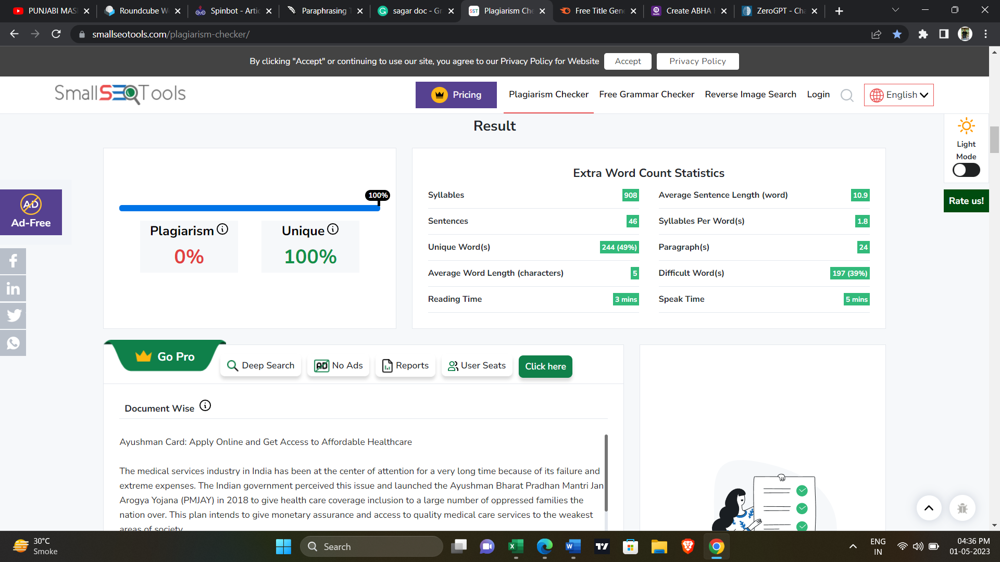 PUNJABI MAS
Roundcube W
Spinbot - Artic
Paraphrasing T
sagar doc - Gr
Plagiarism Che
Free Title Gene
Create ABHA
ZeroGPT - Cha
smallseotools.com/plagiarism-checker/
By clicking "Accept" or continuing to use our site, you agree to our Privacy Policy for Website
Accept
Privacy Policy
SmallSEOTools
Pricing
Plagiarism Checker
Free Grammar Checker
Reverse Image Search
Login
English
Result
Light
Mode
Rate us!
AD
Ad-Free
100%
Plagiarism
0%
Unique
100%
Extra Word Count Statistics
Syllables 908
Average Sentence Length (word) 10.9
Sentences 46
Syllables Per Word(s) 1.8
Unique Word(s) 244 (49%)
Paragraph(s) 24
Average Word Length (characters) 5
Difficult Word(s) 197 (39%)
Reading Time 3 mins
Speak Time 5 mins
Go Pro
Deep Search
AD No Ads
Reports
User Seats
Click here
Document Wise
Ayushman Card: Apply Online and Get Access to Affordable Healthcare
The medical services industry in India has been at the center of attention for a very long time because of its failure and
extreme expenses. The Indian government perceived this issue and launched the Ayushman Bharat Pradhan Mantri Jan
Arogya Yojana (PMJAY) in 2018 to give health care coverage inclusion to a large number of oppressed families the
nation over. This plan intends to give monetary assurance and access to quality medical care services to the weakest
areas of society.
30°C
Smoke
Search
ENG
IN
04:36 PM
01-05-2023